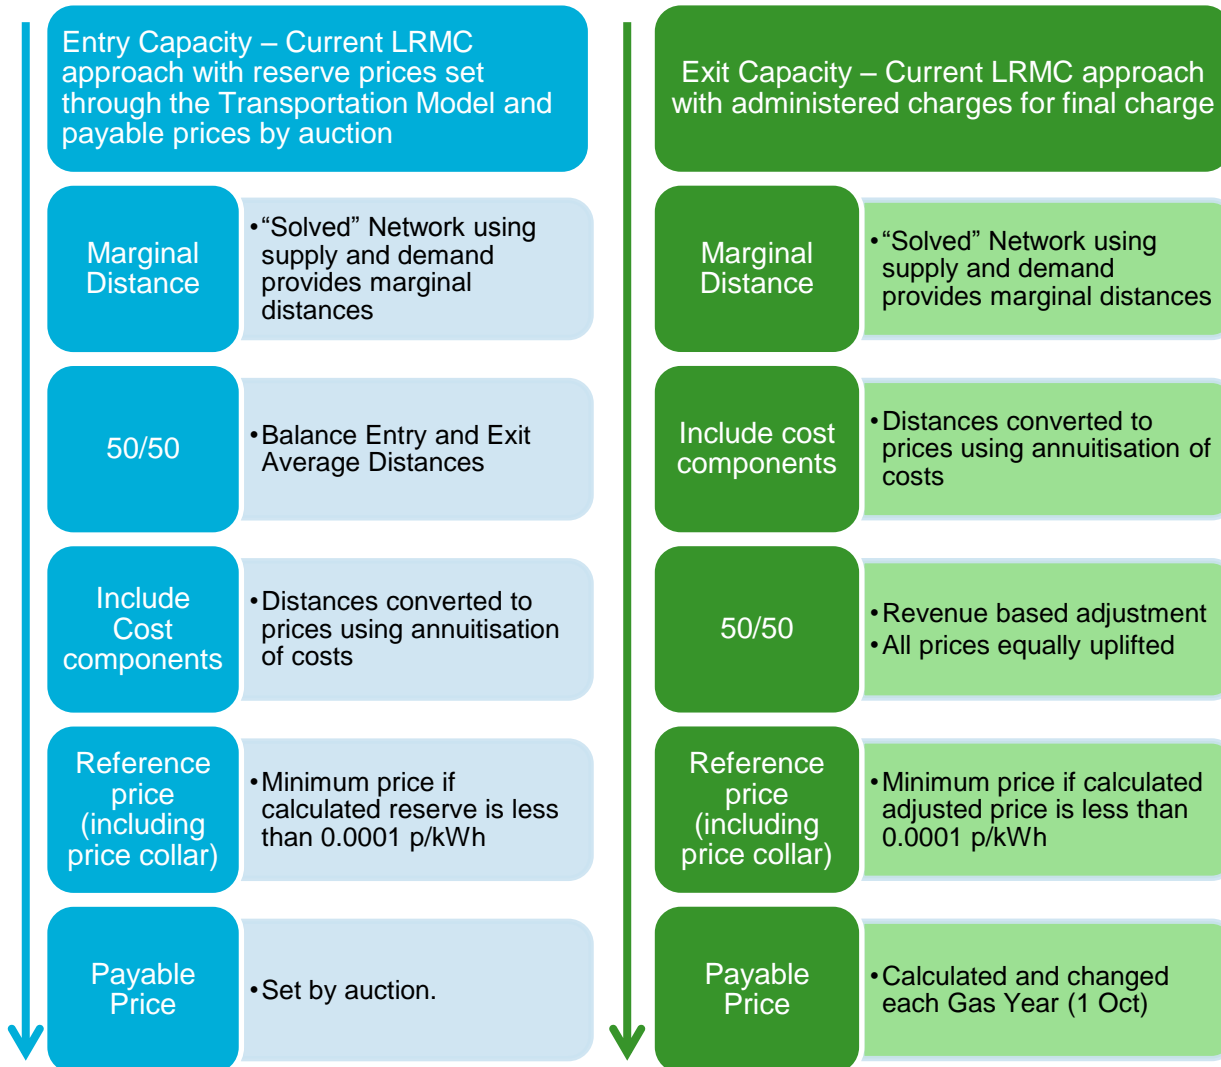 Entry Capacity – Current LRMC
approach with reserve prices set
through the Transportation Model and
payable prices by auction
Marginal
Distance
•“Solved” Network using
supply and demand
provides marginal
distances
50/50
•Balance Entry and Exit
Average Distances
Include
Cost
components
•Distances converted to
prices using annuitisation
of costs
Reference
price
(including
price collar)
•Minimum price if
calculated reserve is less
than 0.0001 p/kWh
Payable
Price
•Set by auction.
Exit Capacity – Current LRMC approach
with administered charges for final charge
Marginal
Distance
•“Solved” Network using
supply and demand
provides marginal distances
Include cost
components
•Distances converted to
prices using annuitisation of
costs
50/50
•Revenue based adjustment
•All prices equally uplifted
Reference
price
(including
price collar)
•Minimum price if calculated
adjusted price is less than
0.0001 p/kWh
Payable
Price
•Calculated and changed
each Gas Year (1 Oct)